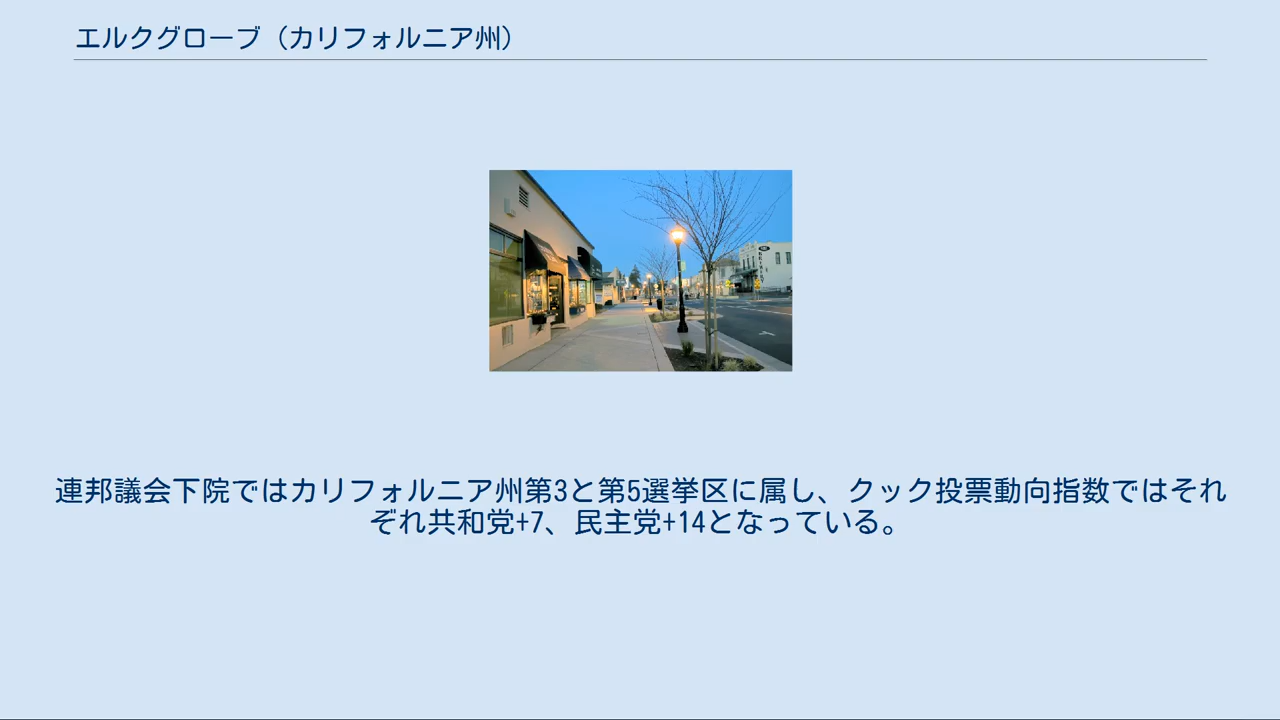 エルクグローブ（カリフォルニア州）
連邦議会下院ではカリフォルニア州第3と第5選挙区に属し、クック投票動向指数ではそれ
ぞれ共和党+7、民主党+14となっている。